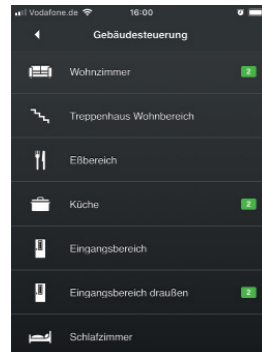 Vodafone.de 16:00
Gebäudesteuerung
Wohnzimmer 2
Treppenhaus Wohnbereich
Eßbereich
Küche 2
Eingangsbereich
Eingangsbereich draußen 2
Schlafzimmer